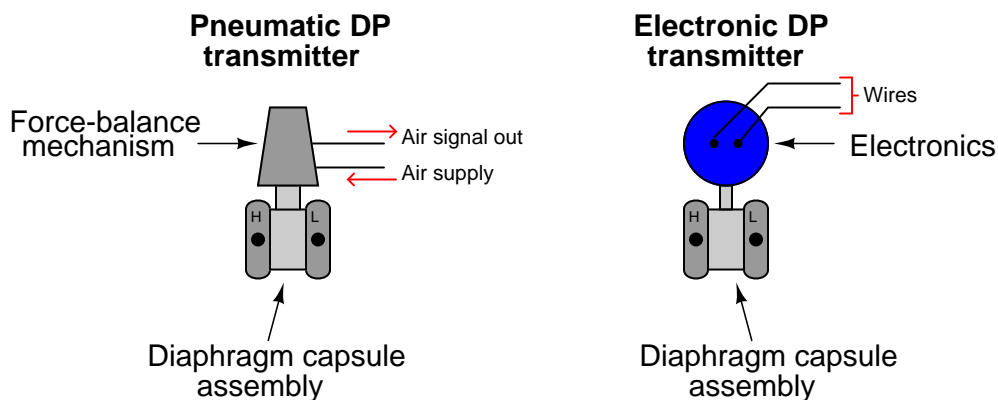 Pneumatic DP
transmitter
Force-balance
mechanism
Air signal out
Air supply
H
L
Diaphragm capsule
assembly
Electronic DP
transmitter
Wires
Electronics
H
L
Diaphragm capsule
assembly